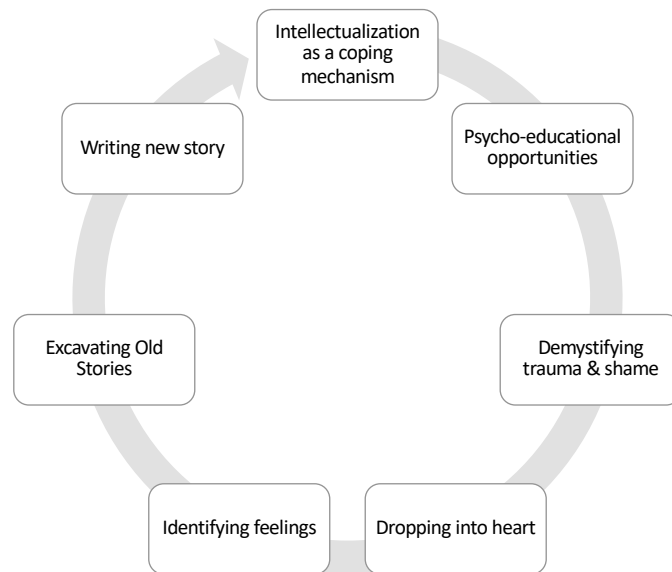 Intellectualization
as a coping
mechanism
Psycho-educational
opportunities
Demystifying
trauma & shame
Dropping into heart
Identifying feelings
Excavating Old
Stories
Writing new story